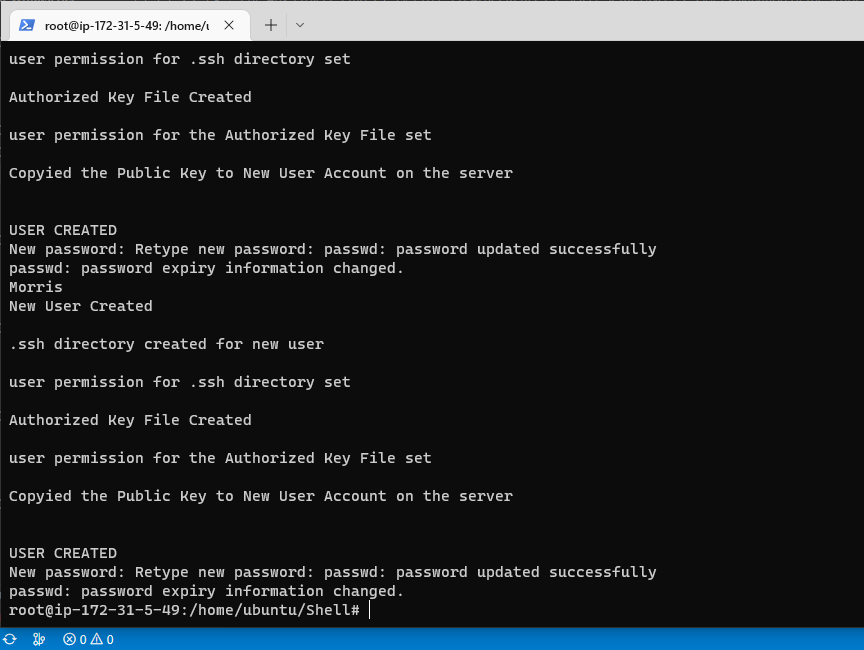 root@ip-172-31-5-49: /home/u
user permission for .ssh directory set
Authorized Key File Created
user permission for the Authorized Key File set
Copyied the Public Key to New User Account on the server
USER CREATED
New password: Retype new password: passwd: password updated successfully
passwd: password expiry information changed.
Morris
New User Created
.ssh directory created for new user
user permission for .ssh directory set
Authorized Key File Created
user permission for the Authorized Key File set
Copyied the Public Key to New User Account on the server
USER CREATED
New password: Retype new password: passwd: password updated successfully
passwd: password expiry information changed.
root@ip-172-31-5-49:/home/ubuntu/Shell#
0 0